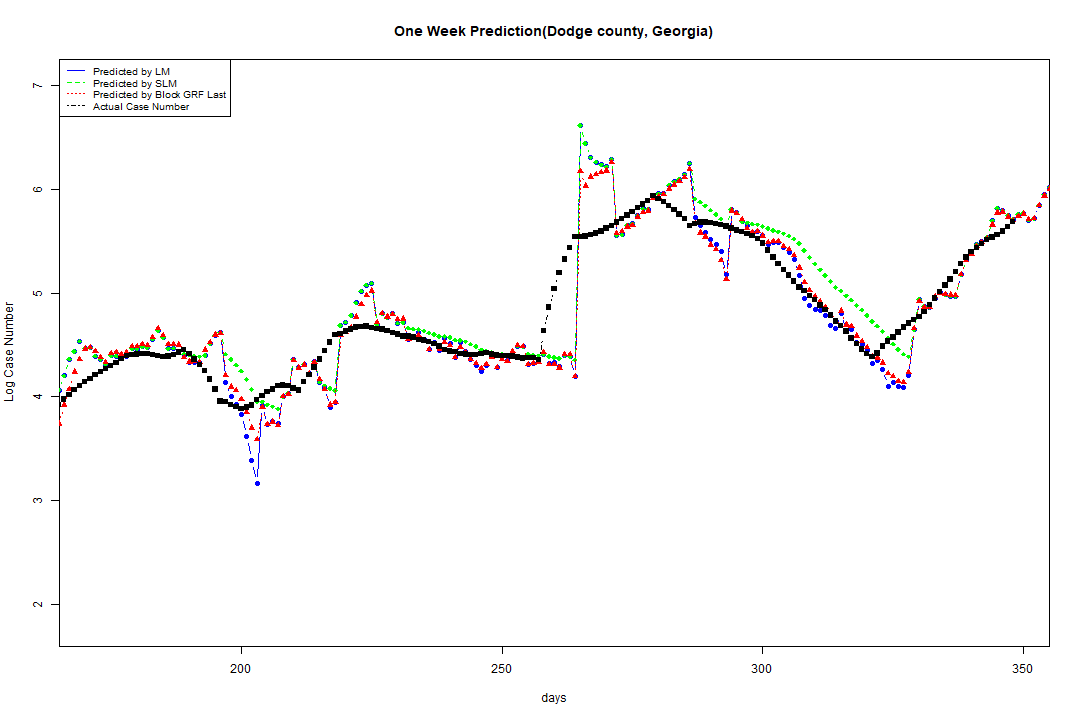 One Week Prediction(Dodge county, Georgia)
Predicted by LM
Predicted by SLM
Predicted by Block GRF Last
Actual Case Number
7
6
5
4
3
2
Log Case Number
200
250
300
350
days